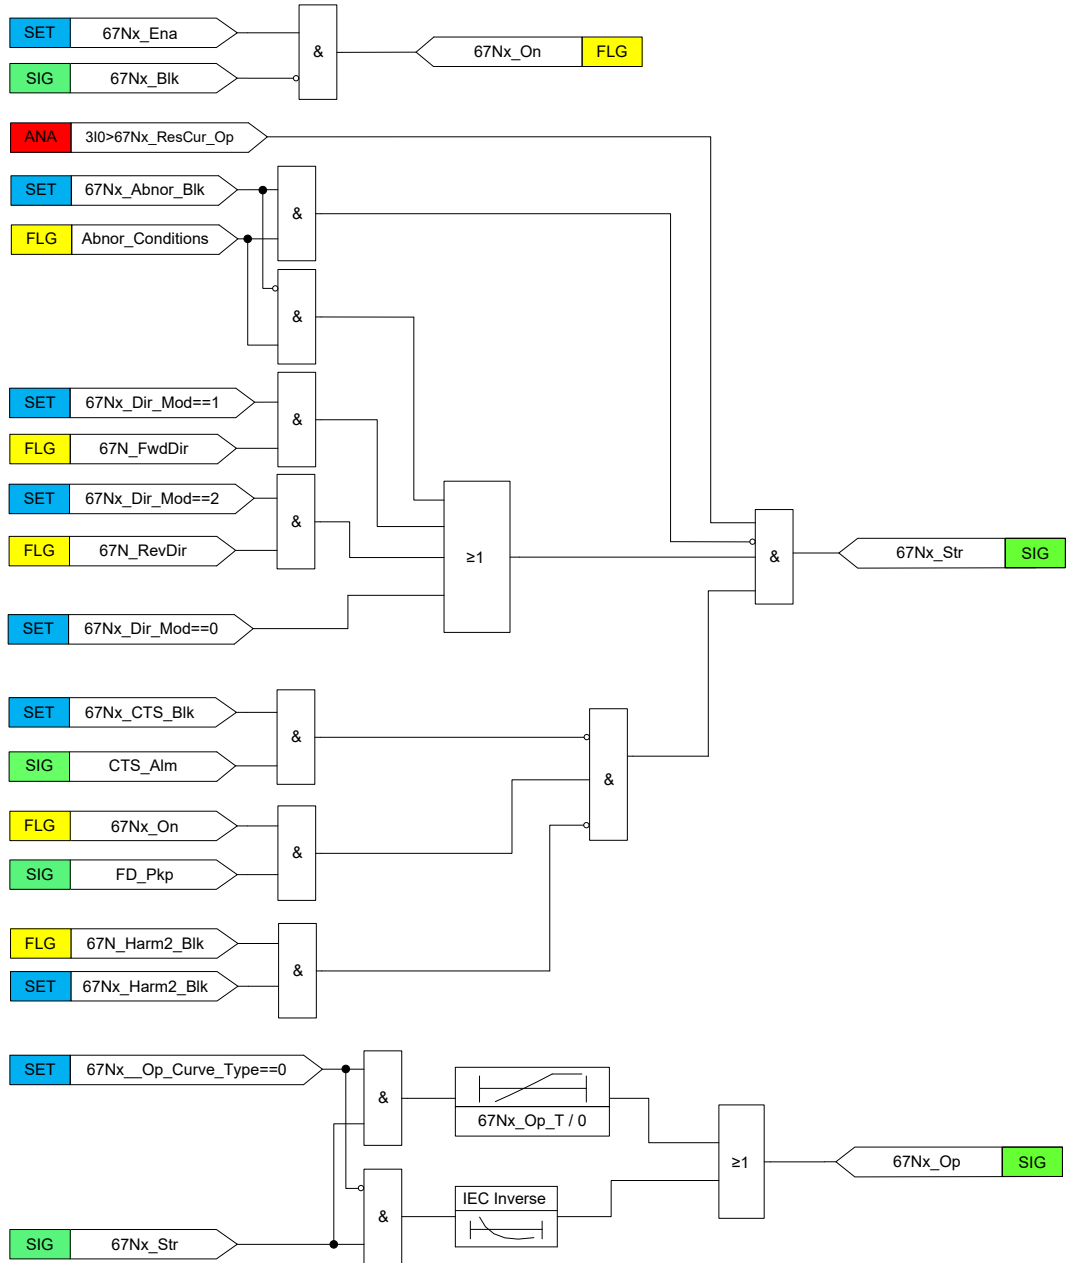 SET 67Nx_Ena
&
67Nx_On FLG
SIG 67Nx_Blk
ANA 3I0>67Nx_ResCur_Op
SET 67Nx_Abnor_Blk
&
FLG Abnor_Conditions
&
SET 67Nx_Dir_Mod==1
&
FLG 67N_FwdDir
SET 67Nx_Dir_Mod==2
&
FLG 67N_RevDir
≥1
&
67Nx_Str SIG
SET 67Nx_Dir_Mod==0
SET 67Nx_CTS_Blk
&
SIG CTS_Alm
&
FLG 67Nx_On
&
SIG FD_Pkp
FLG 67N_Harm2_Blk
&
SET 67Nx_Harm2_Blk
SET 67Nx__Op_Curve_Type==0
&
67Nx_Op_T / 0
≥1
67Nx_Op SIG
IEC Inverse
&
SIG 67Nx_Str